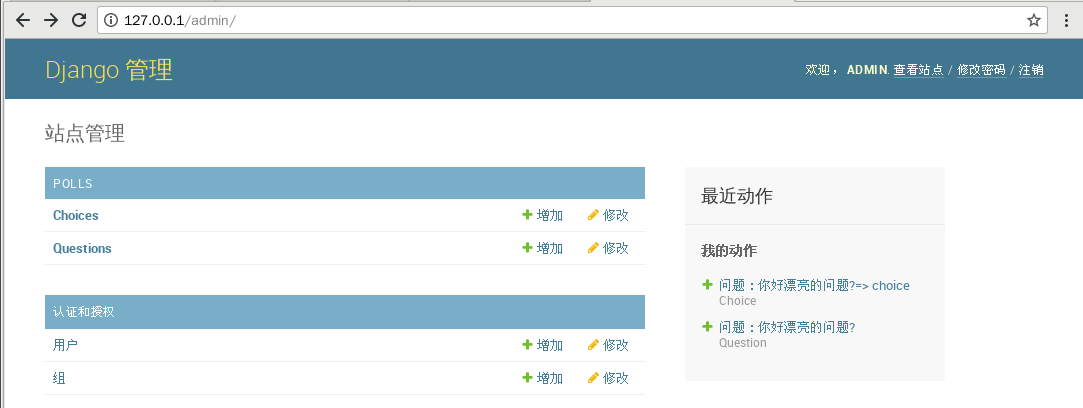 127.0.0.1/admin/
Django 管理
欢迎， ADMIN. 查看站点 / 修改密码 / 注销
站点管理
POLLS
Choices 增加 修改
Questions 增加 修改
认证和授权
用户 增加 修改
组 增加 修改
最近动作
我的动作
问题：你好漂亮的问题?=> choice
Choice
问题：你好漂亮的问题?
Question